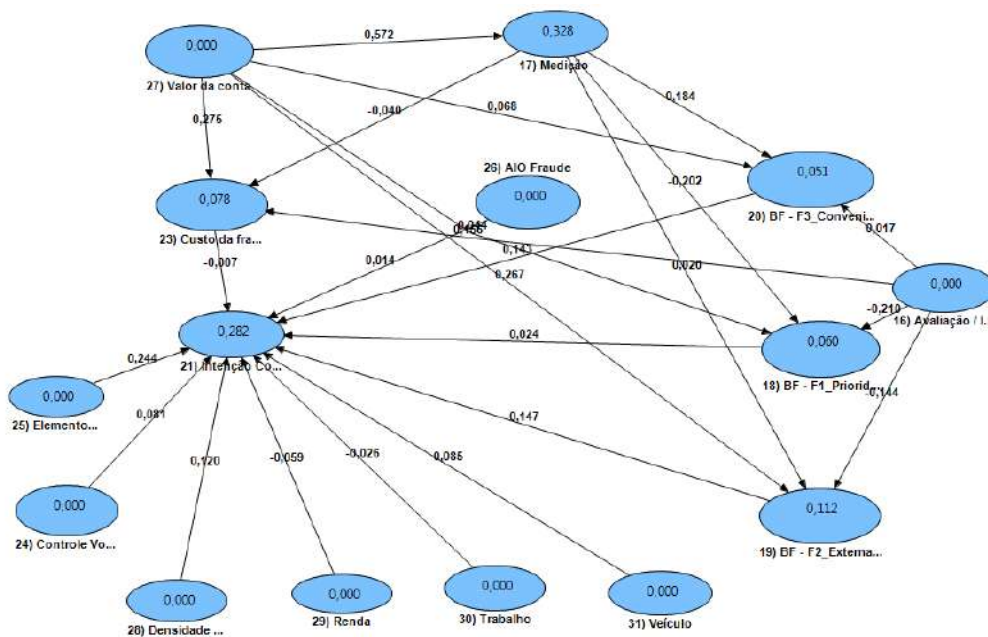 0,000
27) Valor da conta
0,572
0,328
17) Medição
0,275
-0,040
0,068
0,184
26) AIO Fraude
0,000
-0,202
0,051
20) BF - F3_Conveni...
0,078
23) Custo da fra...
0,017
-0,007
0,014
0,143
0,267
0,020
0,000
16) Avaliação / I...
-0,210
0,282
21) Intenção Co...
0,024
0,060
18) BF - F1_Priorid...
-0,144
0,244
0,000
25) Elemento...
0,081
0,147
0,120
-0,059
-0,026
0,085
0,000
24) Controle Vo...
0,112
19) BF - F2_Externa...
0,000
28) Densidade ...
0,000
29) Renda
0,000
30) Trabalho
0,000
31) Veículo